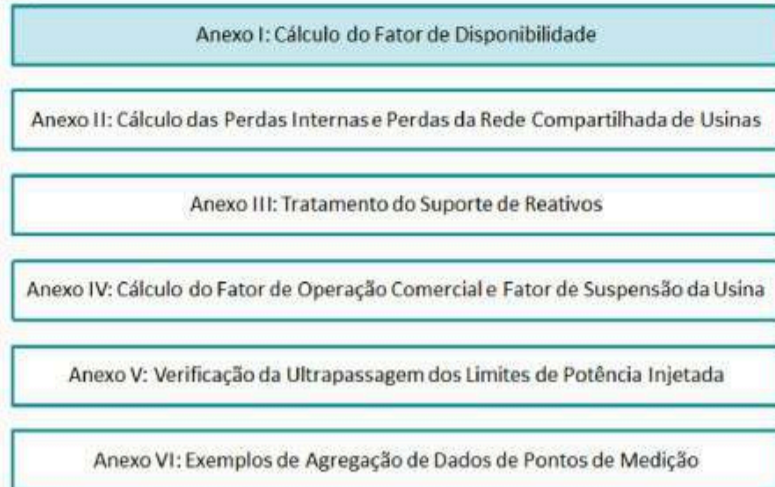 Anexo I: Cálculo do Fator de Disponibilidade
Anexo II: Cálculo das Perdas Internas e Perdas da Rede Compartilhada de Usinas
Anexo III: Tratamento do Suporte de Reativos
Anexo IV: Cálculo do Fator de Operação Comercial e Fator de Suspensão da Usina
Anexo V: Verificação da Ultrapassagem dos Limites de Potência Injetada
Anexo VI: Exemplos de Agregação de Dados de Pontos de Medição